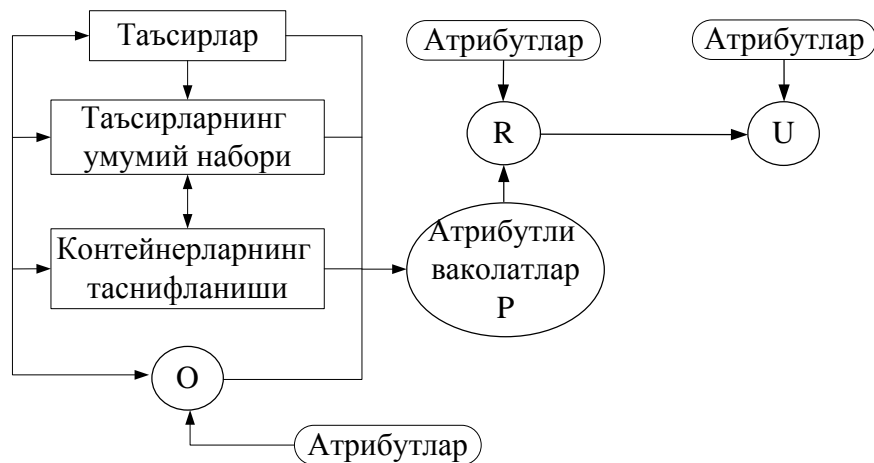 Таъсирлар
Атрибутлар
Атрибутлар
Таъсирларнинг
умумий набори
R
U
Контейнерларнинг
таснифланиши
Атрибутли
ваколатлар
P
O
Атрибутлар